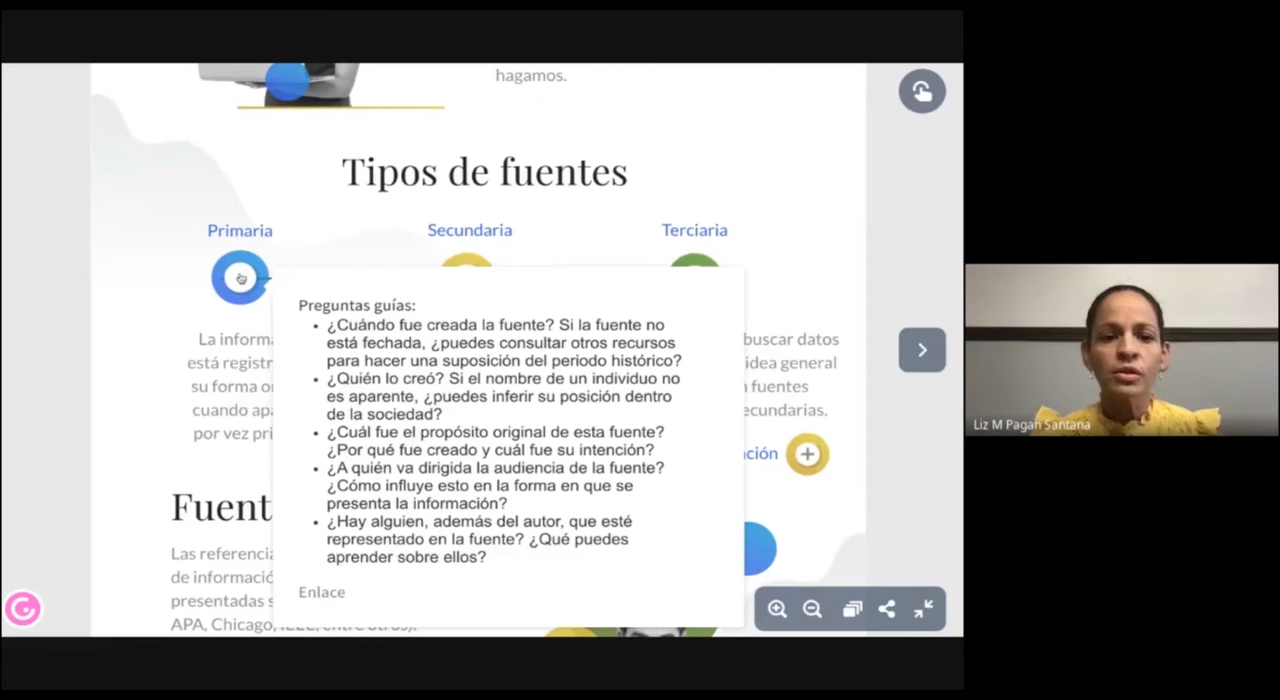 hagamos.
Tipos de fuentes
Primaria
Secundaria
Terciaria
Preguntas guías:
• ¿Cuándo fue creada la fuente? Si la fuente no
está fechada, ¿puedes consultar otros recursos
para hacer una suposición del periodo histórico?
• ¿Quién lo creó? Si el nombre de un individuo no
es aparente, ¿puedes inferir su posición dentro
de la sociedad?
• ¿Cuál fue el propósito original de esta fuente?
¿Por qué fue creado y cuál fue su intención?
• ¿A quién va dirigida la audiencia de la fuente?
¿Cómo influye esto en la forma en que se
presenta la información?
• ¿Hay alguien, además del autor, que esté
representado en la fuente? ¿Qué puedes
aprender sobre ellos?
Enlace
La inform
está registr
su forma o
cuando apa
por vez pri
buscar datos
idea general
fuentes
ecundarias.
ción
Fuent
Las referencia
de informació
presentadas s
APA, Chicago, IEEE, entre otros).
Liz M Pagan Santana